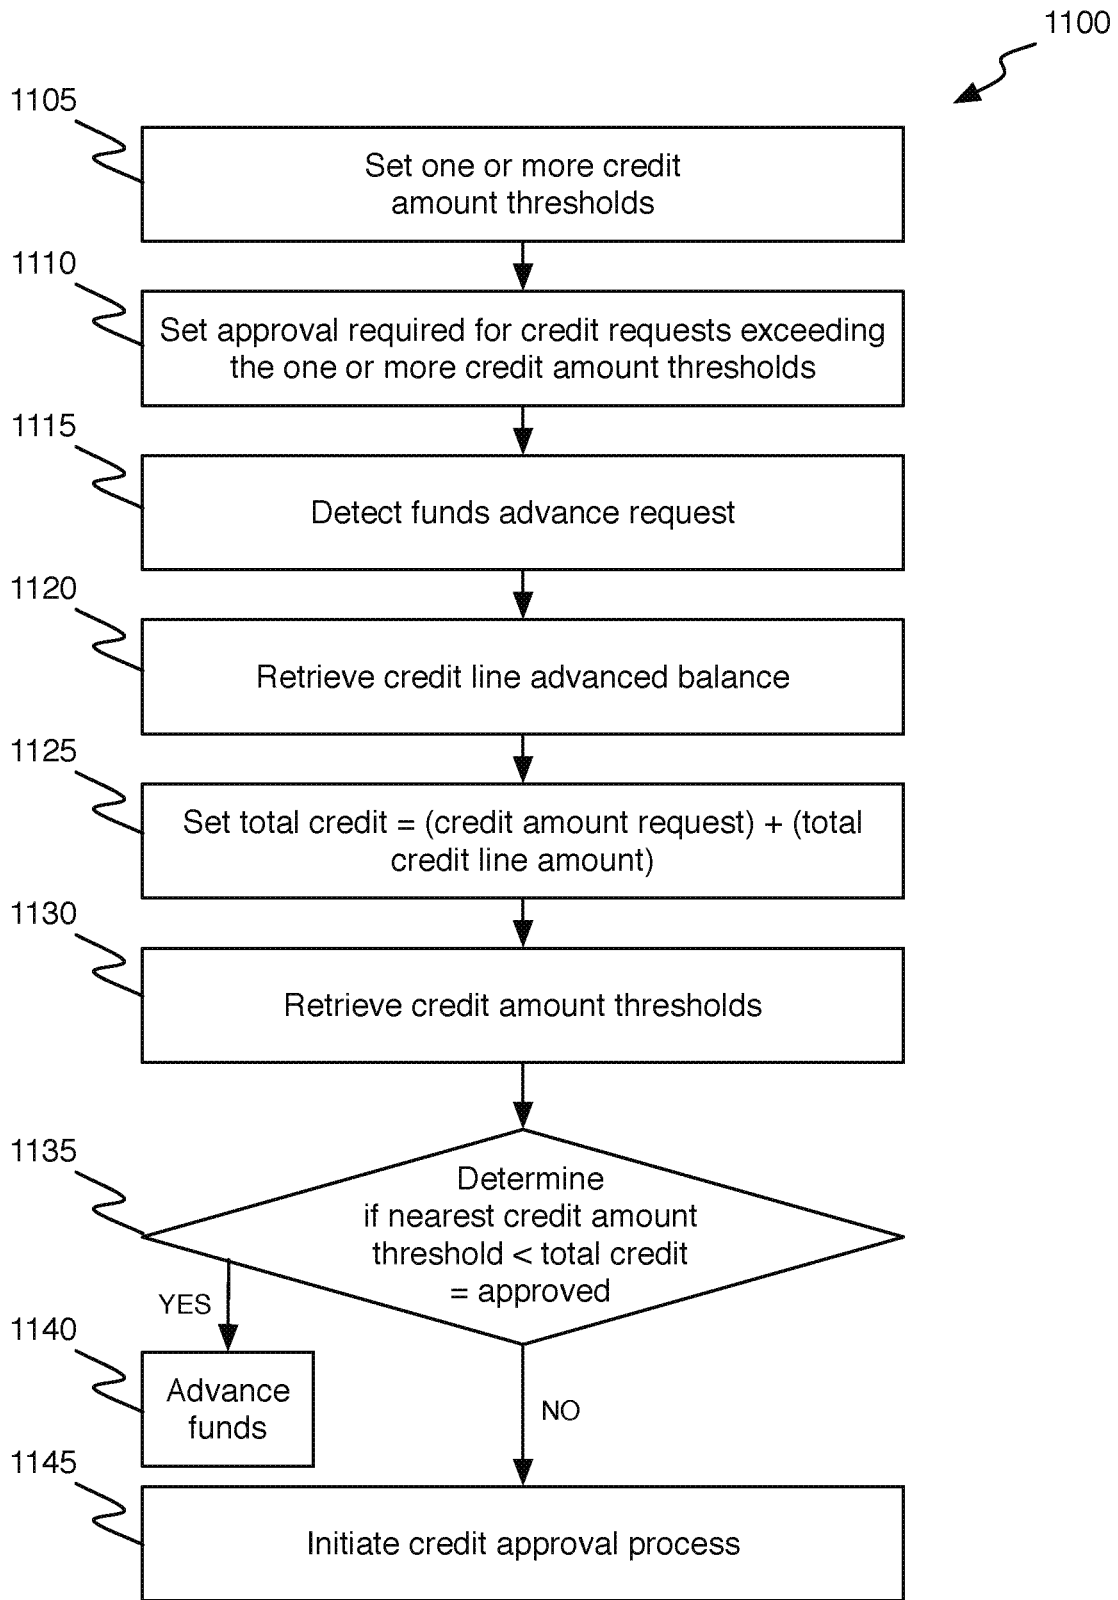 1100
1105
Set one or more credit
amount thresholds
1110
Set approval required for credit requests exceeding
the one or more credit amount thresholds
1115
Detect funds advance request
1120
Retrieve credit line advanced balance
1125
Set total credit = (credit amount request) + (total
credit line amount)
1130
Retrieve credit amount thresholds
1135
Determine
if nearest credit amount
threshold < total credit
= approved
YES
1140
Advance
funds
NO
1145
Initiate credit approval process